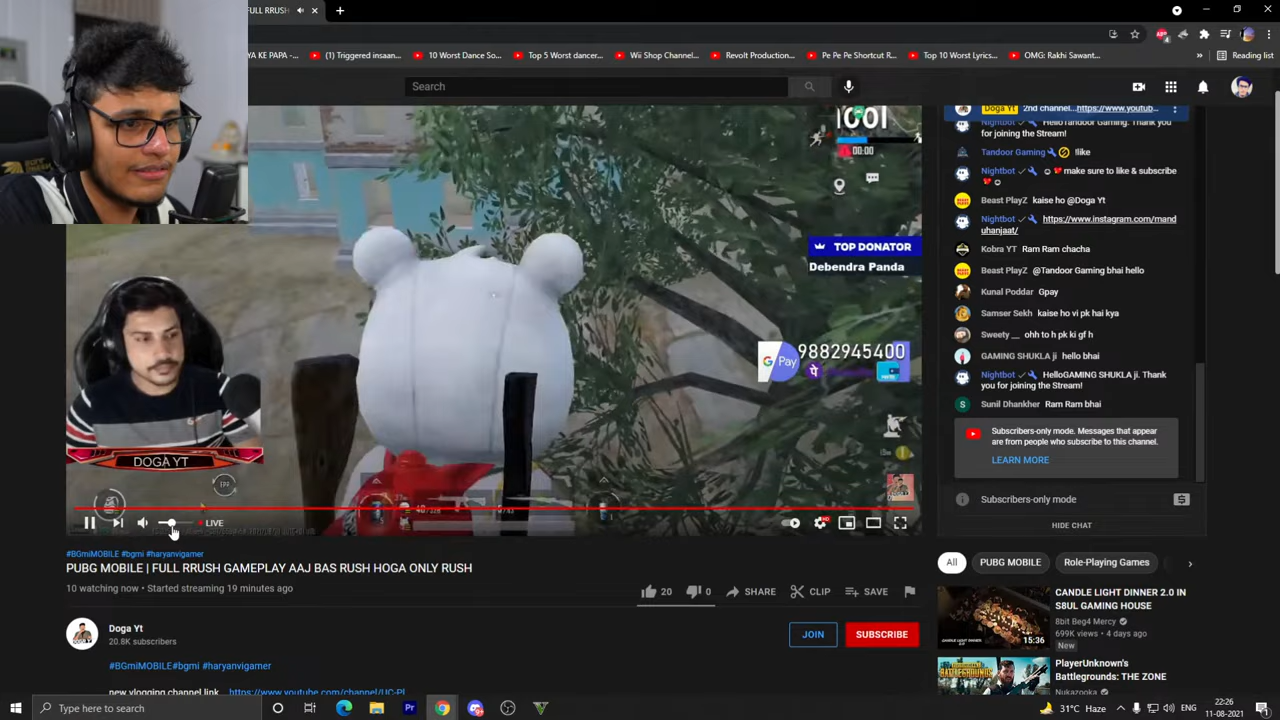 FULL RRUSH
YA KE PAPA -...
(1) Triggered insaan...
10 Worst Dance So...
Top 5 Worst dancer...
Wii Shop Channel...
Revolt Production...
Pe Pe Pe Shortcut R...
Top 10 Worst Lyrics...
OMG: Rakhi Sawant...
Reading list
Search
00:00
TOP DONATOR
Debendra Panda
G Pay
9882945400
DOGA YT
LIVE
Doga Yt 2nd channel...https://www.youtub...
Nightbot HelloTandoor Gaming. Thank you
for joining the Stream!
Tandoor Gaming !like
Nightbot make sure to like & subscribe
Beast PlayZ kaise ho @Doga Yt
Nightbot https://www.instagram.com/mand
uhanjaat/
Kobra YT Ram Ram chacha
Beast PlayZ @Tandoor Gaming bhai hello
Kunal Poddar Gpay
Samser Sekh kaise ho vi pk hai kya
Sweety __ ohh to h pk ki gf h
GAMING SHUKLA ji hello bhai
Nightbot HelloGAMING SHUKLA ji. Thank
you for joining the Stream!
S Sunil Dhankher Ram Ram bhai
Subscribers-only mode. Messages that appear
are from people who subscribe to this channel.
LEARN MORE
Subscribers-only mode
HIDE CHAT
#BGmiMOBILE #bgmi #haryanvigamer
PUBG MOBILE | FULL RRUSH GAMEPLAY AAJ BAS RUSH HOGA ONLY RUSH
10 watching now • Started streaming 19 minutes ago
20
0
SHARE
CLIP
SAVE
Doga Yt
20.8K subscribers
JOIN
SUBSCRIBE
#BGmiMOBILE#bgmi #haryanvigamer
new vlogging channel link
All
PUBG MOBILE
Role-Playing Games
CANDLE LIGHT DINNER 2.0 IN
S8UL GAMING HOUSE
8bit Beg4 Mercy
699K views • 4 days ago
New
15:36
PlayerUnknown's
Battlegrounds: THE ZONE
Nukazooka
Type here to search
31°C Haze
ENG
22:26
11-08-2021